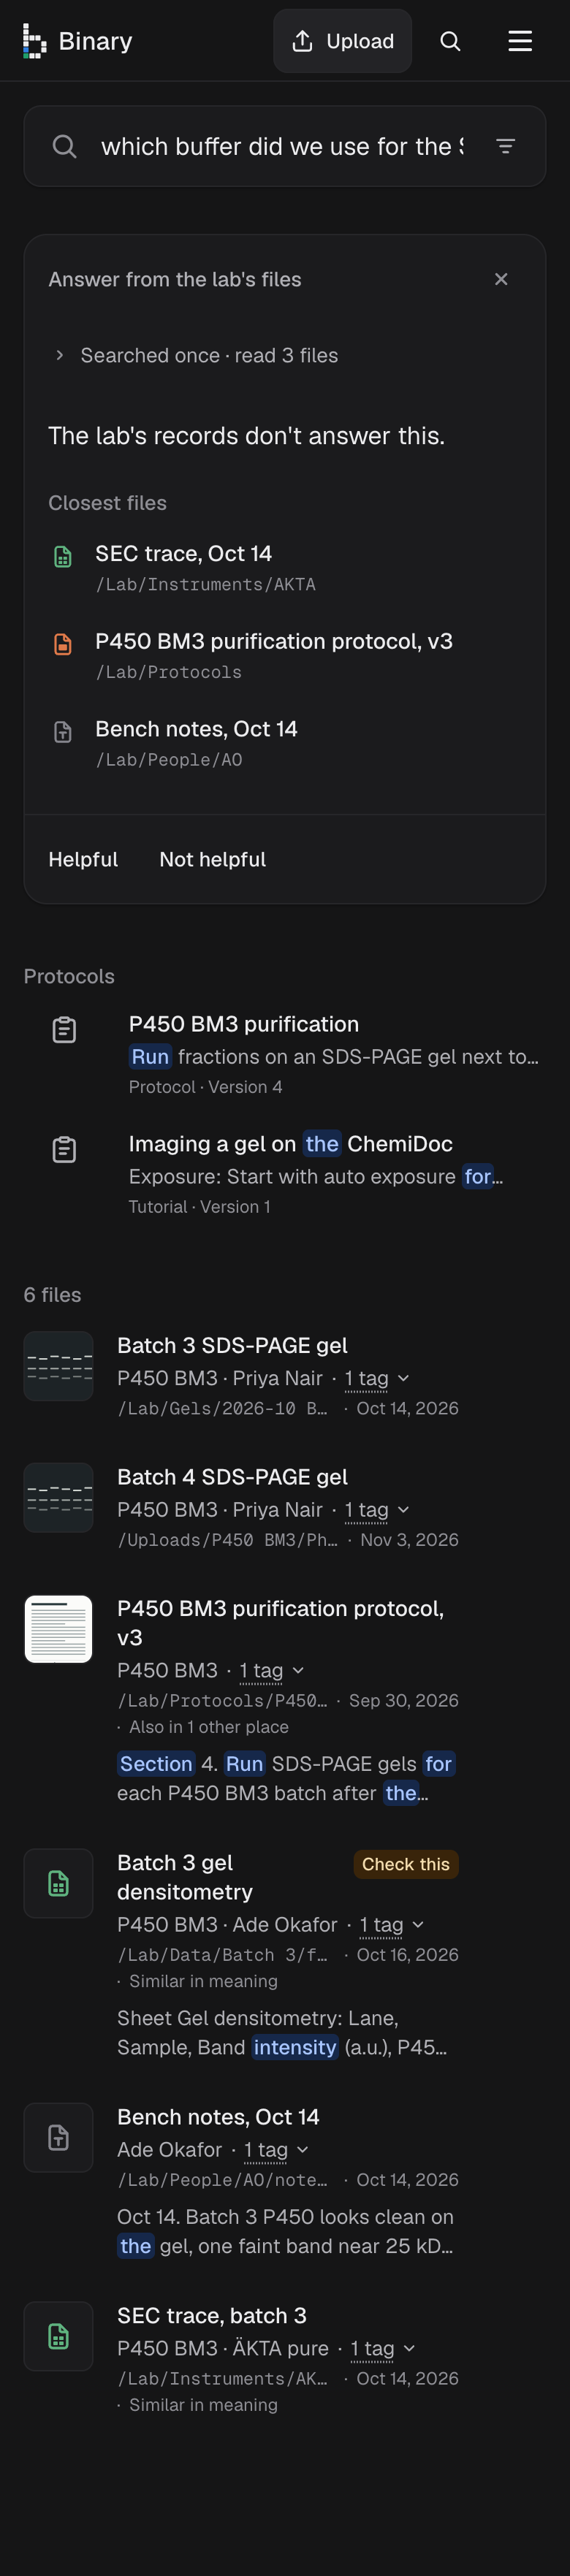 Binary
Upload
which buffer did we use for the
Answer from the lab's files
Searched once · read 3 files
The lab's records don't answer this.
Closest files
SEC trace, Oct 14
/Lab/Instruments/AKTA
P450 BM3 purification protocol, v3
/Lab/Protocols
Bench notes, Oct 14
/Lab/People/AO
Helpful Not helpful
Protocols
P450 BM3 purification
Run fractions on an SDS-PAGE gel next to…
Protocol · Version 4
Imaging a gel on the ChemiDoc
Exposure: Start with auto exposure for…
Tutorial · Version 1
6 files
Batch 3 SDS-PAGE gel
P450 BM3 · Priya Nair · 1 tag
/Lab/Gels/2026-10 B… · Oct 14, 2026
Batch 4 SDS-PAGE gel
P450 BM3 · Priya Nair · 1 tag
/Uploads/P450 BM3/Ph… · Nov 3, 2026
P450 BM3 purification protocol,
v3
P450 BM3 · 1 tag
/Lab/Protocols/P450… · Sep 30, 2026
· Also in 1 other place
Section 4. Run SDS-PAGE gels for
each P450 BM3 batch after the…
Batch 3 gel
densitometry
Check this
P450 BM3 · Ade Okafor · 1 tag
/Lab/Data/Batch 3/f… · Oct 16, 2026
· Similar in meaning
Sheet Gel densitometry: Lane,
Sample, Band intensity (a.u.), P45…
Bench notes, Oct 14
Ade Okafor · 1 tag
/Lab/People/AO/note… · Oct 14, 2026
Oct 14. Batch 3 P450 looks clean on
the gel, one faint band near 25 kD…
SEC trace, batch 3
P450 BM3 · ÄKTA pure · 1 tag
/Lab/Instruments/AK… · Oct 14, 2026
· Similar in meaning